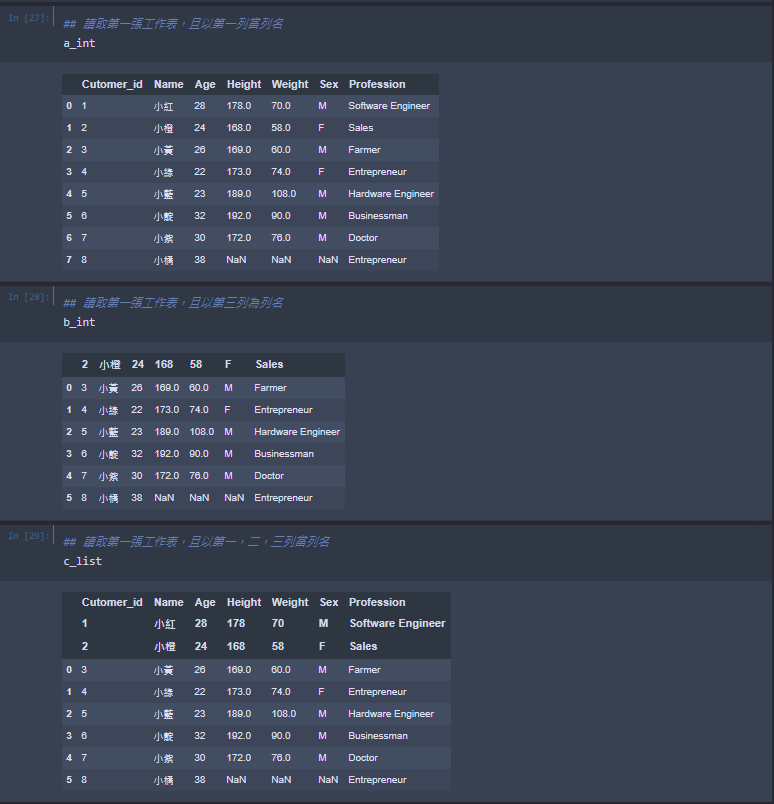 In [27]:
## 讀取第一張工作表，且以第一列當列名
a_int
Cutomer_id Name Age Height Weight Sex Profession
0 1 小紅 28 178.0 70.0 M Software Engineer
1 2 小橙 24 168.0 58.0 F Sales
2 3 小黃 26 169.0 60.0 M Farmer
3 4 小綠 22 173.0 74.0 F Entrepreneur
4 5 小藍 23 189.0 108.0 M Hardware Engineer
5 6 小靛 32 192.0 90.0 M Businessman
6 7 小紫 30 172.0 76.0 M Doctor
7 8 小橘 38 NaN NaN NaN Entrepreneur
In [28]:
## 讀取第一張工作表，且以第三列為列名
b_int
2 小橙 24 168 58 F Sales
0 3 小黃 26 169.0 60.0 M Farmer
1 4 小綠 22 173.0 74.0 F Entrepreneur
2 5 小藍 23 189.0 108.0 M Hardware Engineer
3 6 小靛 32 192.0 90.0 M Businessman
4 7 小紫 30 172.0 76.0 M Doctor
5 8 小橘 38 NaN NaN NaN Entrepreneur
In [29]:
## 讀取第一張工作表，且以第一，二，三列當列名
c_list
Cutomer_id Name Age Height Weight Sex Profession
1 小紅 28 178 70 M Software Engineer
2 小橙 24 168 58 F Sales
0 3 小黃 26 169.0 60.0 M Farmer
1 4 小綠 22 173.0 74.0 F Entrepreneur
2 5 小藍 23 189.0 108.0 M Hardware Engineer
3 6 小靛 32 192.0 90.0 M Businessman
4 7 小紫 30 172.0 76.0 M Doctor
5 8 小橘 38 NaN NaN NaN Entrepreneur